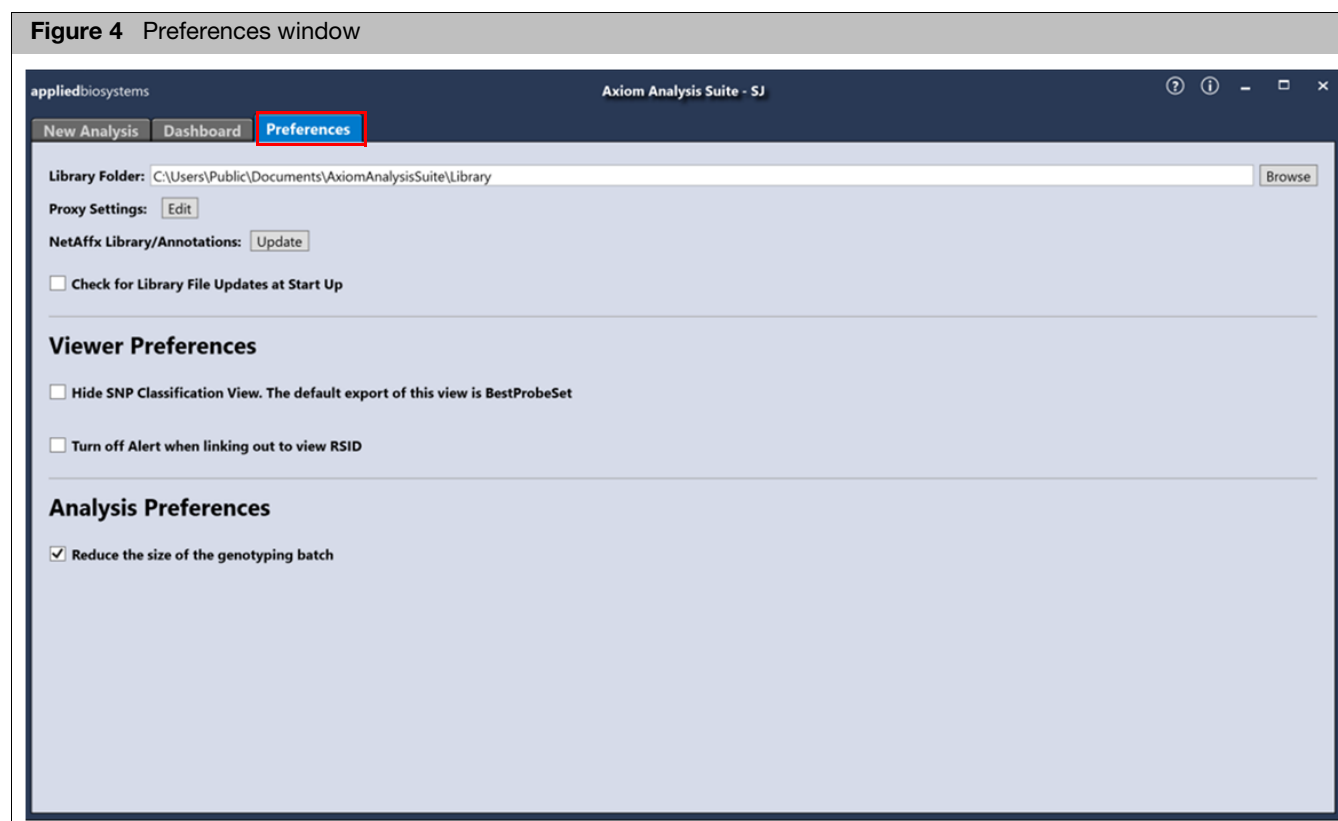 Figure 4 Preferences window
appliedbiosystems Axiom Analysis Suite - SJ
New Analysis Dashboard Preferences
Library Folder: C:\Users\Public\Documents\AxiomAnalysisSuite\Library Browse
Proxy Settings: Edit
NetAffx Library/Annotations: Update
Check for Library File Updates at Start Up
Viewer Preferences
Hide SNP Classification View. The default export of this view is BestProbeSet
Turn off Alert when linking out to view RSID
Analysis Preferences
Reduce the size of the genotyping batch